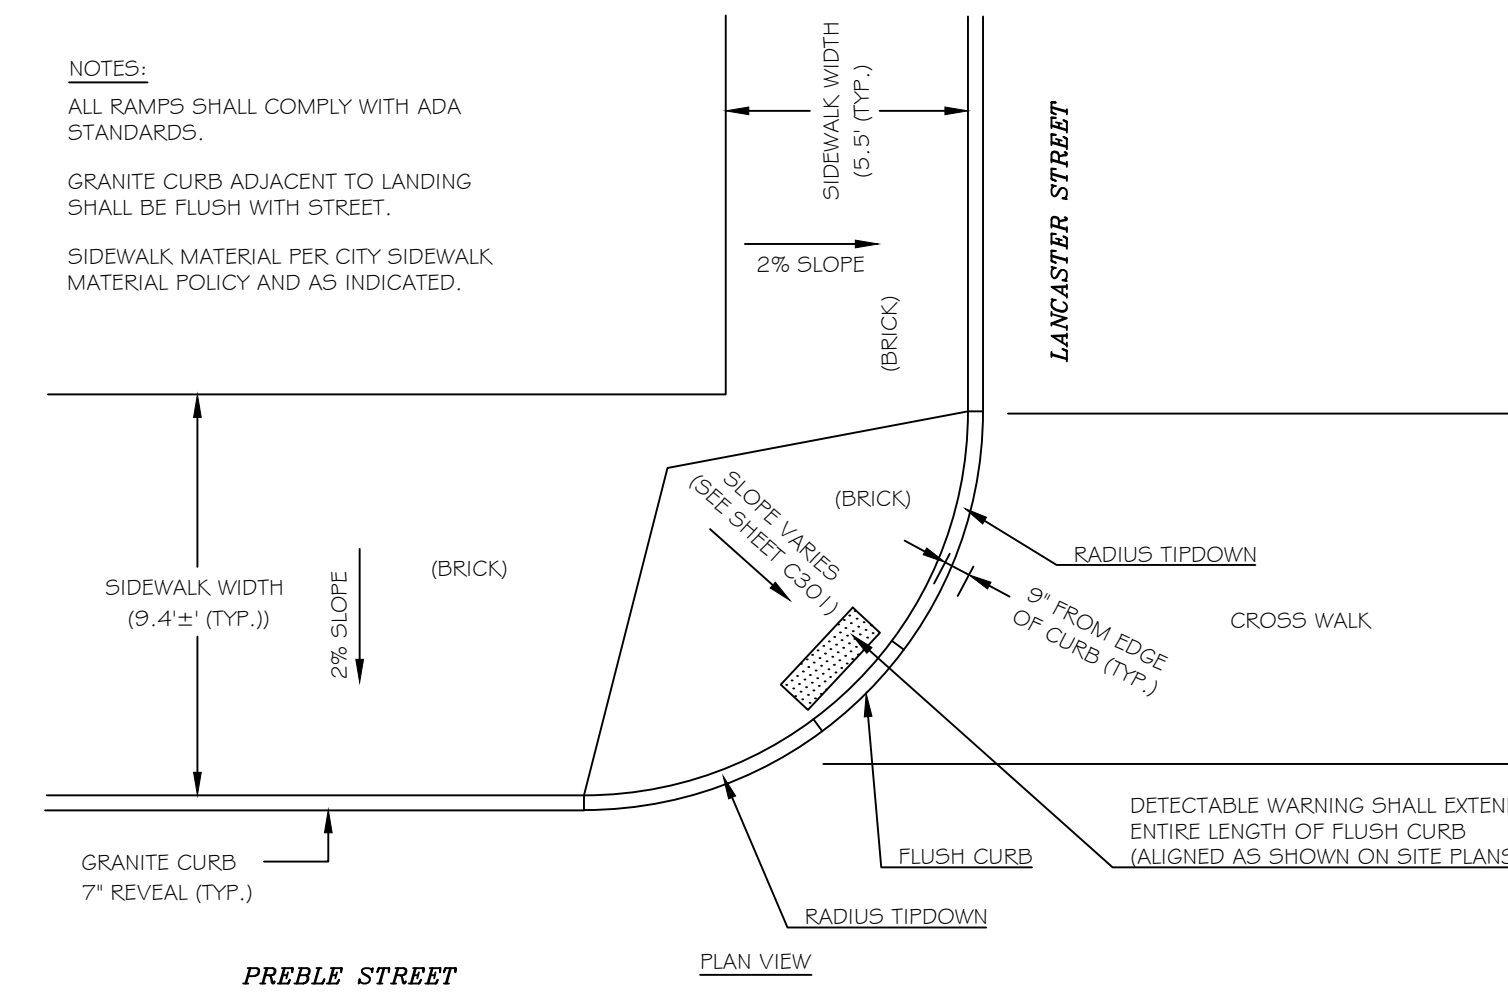 NOTES:
ALL RAMPS SHALL COMPLY WITH ADA
STANDARDS.
GRANITE CURB ADJACENT TO LANDING
SHALL BE FLUSH WITH STREET.
SIDEWALK MATERIAL PER CITY SIDEWALK
MATERIAL POLICY AND AS INDICATED.
SIDEWALK WIDTH
(5.5' (TYP.)
2% SLOPE
(BRICK)
LANCASTER STREET
SIDEWALK WIDTH
(9.4'±' (TYP.))
2% SLOPE
(BRICK)
SLOPE VARIES
(SEE SHEET C301)
(BRICK)
RADIUS TIPDOWN
9" FROM EDGE
OF CURB (TYP.)
CROSS WALK
DETECTABLE WARNING SHALL EXTEN
ENTIRE LENGTH OF FLUSH CURB
(ALIGNED AS SHOWN ON SITE PLANS
FLUSH CURB
GRANITE CURB
7" REVEAL (TYP.)
RADIUS TIPDOWN
PLAN VIEW
PREBLE STREET